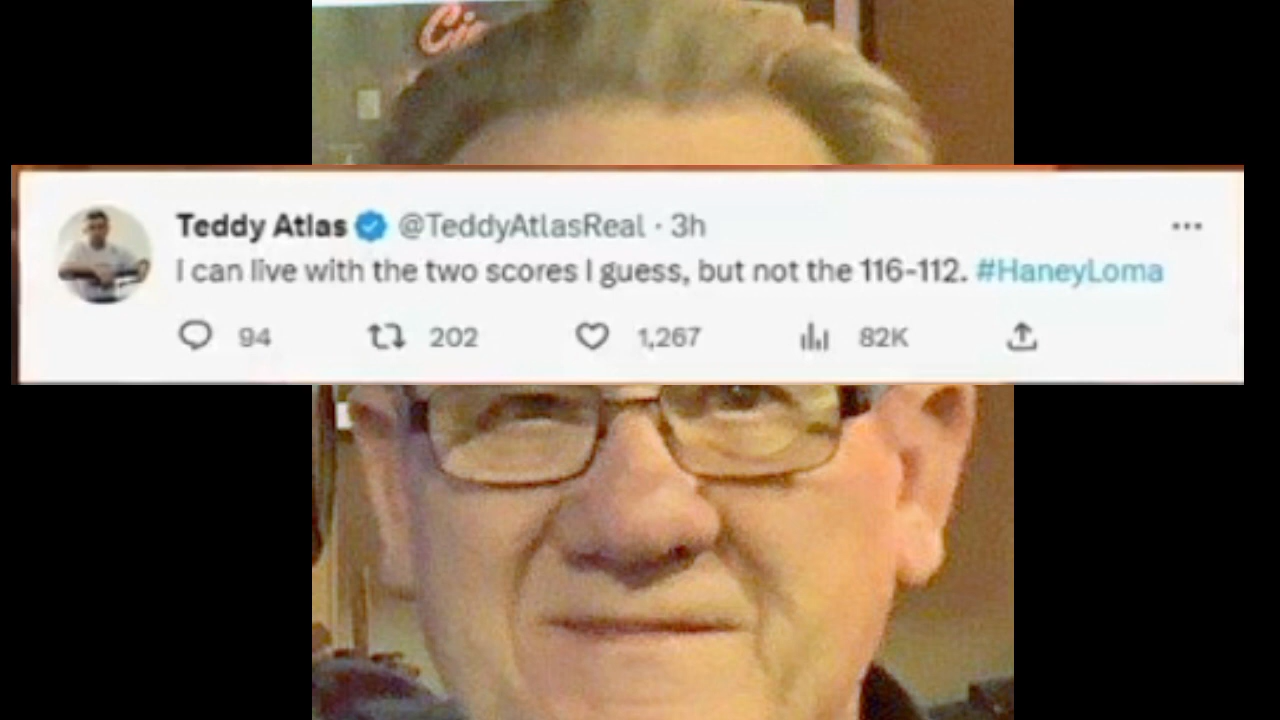 Ci
Teddy Atlas @TeddyAtlasReal · 3h
I can live with the two scores I guess, but not the 116-112. #HaneyLoma
94 202 1,267 82K